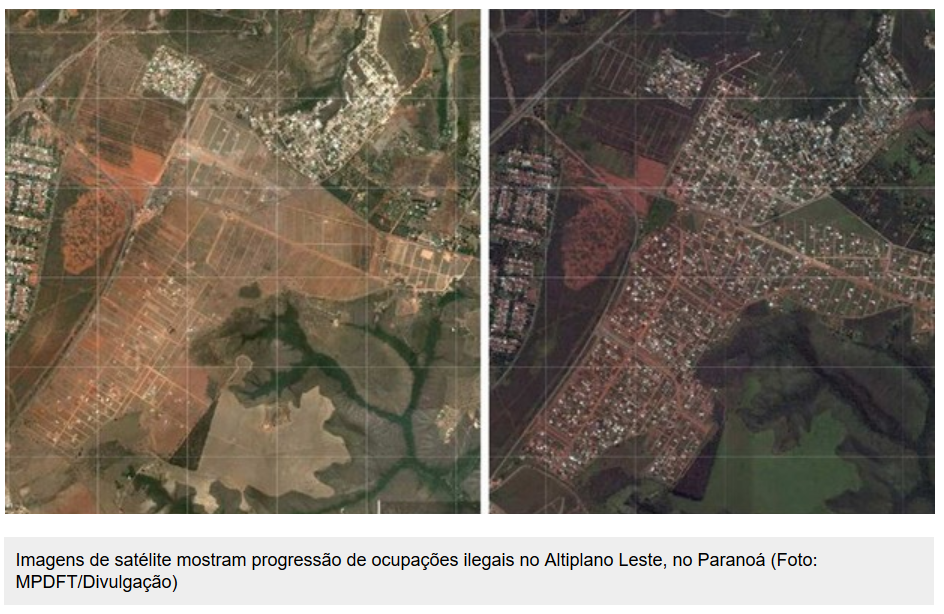 Imagens de satélite mostram progressão de ocupações ilegais no Altiplano Leste, no Paranoá (Foto:
MPDFT/Divulgação)